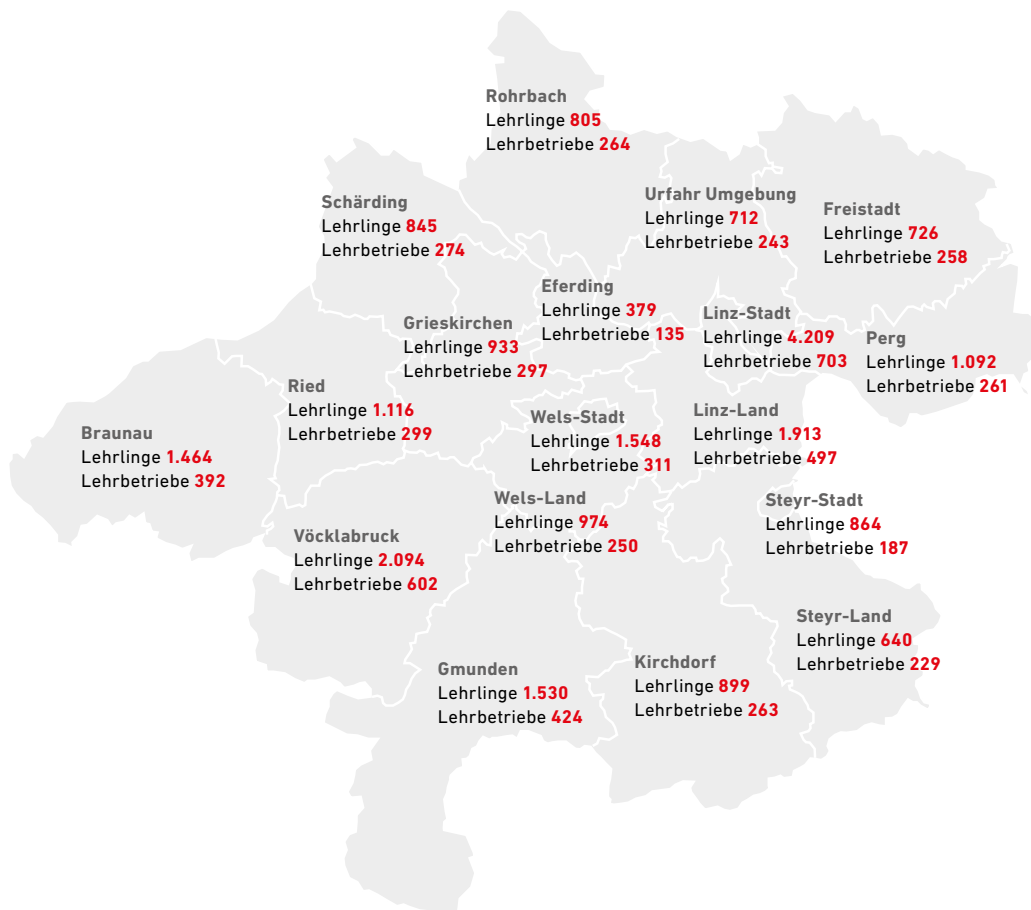 Rohrbach
Lehrlinge 805
Lehrbetriebe 264
Schärding
Lehrlinge 845
Lehrbetriebe 274
Urfahr Umgebung
Lehrlinge 712
Lehrbetriebe 243
Freistadt
Lehrlinge 726
Lehrbetriebe 258
Eferding
Lehrlinge 379
Lehrbetriebe 135
Grieskirchen
Lehrlinge 933
Lehrbetriebe 297
Linz-Stadt
Lehrlinge 4.209
Lehrbetriebe 703
Perg
Lehrlinge 1.092
Lehrbetriebe 261
Ried
Lehrlinge 1.116
Lehrbetriebe 299
Braunau
Lehrlinge 1.464
Lehrbetriebe 392
Wels-Stadt
Lehrlinge 1.548
Lehrbetriebe 311
Linz-Land
Lehrlinge 1.913
Lehrbetriebe 497
Wels-Land
Lehrlinge 974
Lehrbetriebe 250
Steyr-Stadt
Lehrlinge 864
Lehrbetriebe 187
Vöcklabruck
Lehrlinge 2.094
Lehrbetriebe 602
Steyr-Land
Lehrlinge 640
Lehrbetriebe 229
Gmunden
Lehrlinge 1.530
Lehrbetriebe 424
Kirchdorf
Lehrlinge 899
Lehrbetriebe 263